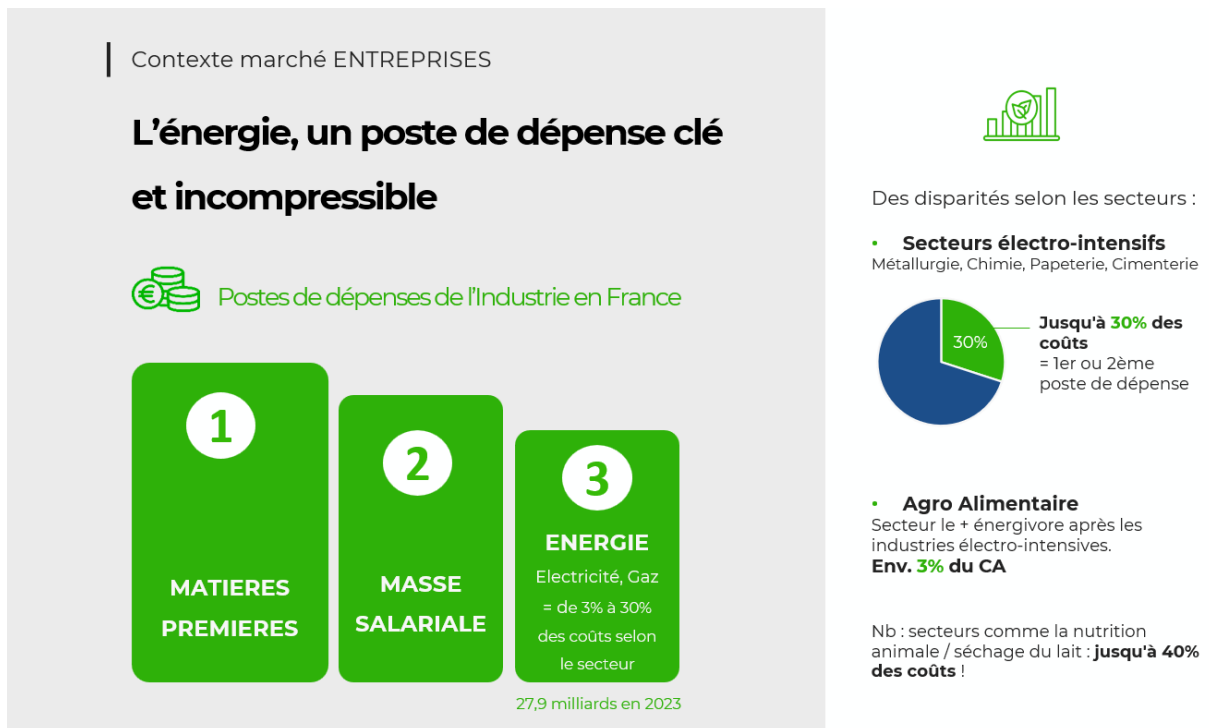 Contexte marché ENTREPRISES
L’énergie, un poste de dépense clé
et incompressible
€
Postes de dépenses de l’Industrie en France
1
MATIERES
PREMIERES
2
MASSE
SALARIALE
3
ENERGIE
Electricité, Gaz
= de 3% à 30%
des coûts selon
le secteur
27,9 milliards en 2023
Des disparités selon les secteurs :
• Secteurs électro-intensifs
Métallurgie, Chimie, Papeterie, Cimenterie
30%
Jusqu'à 30% des
coûts
= 1er ou 2ème
poste de dépense
• Agro Alimentaire
Secteur le + énergivore après les
industries électro-intensives.
Env. 3% du CA
Nb : secteurs comme la nutrition
animale / séchage du lait : jusqu'à 40%
des coûts !